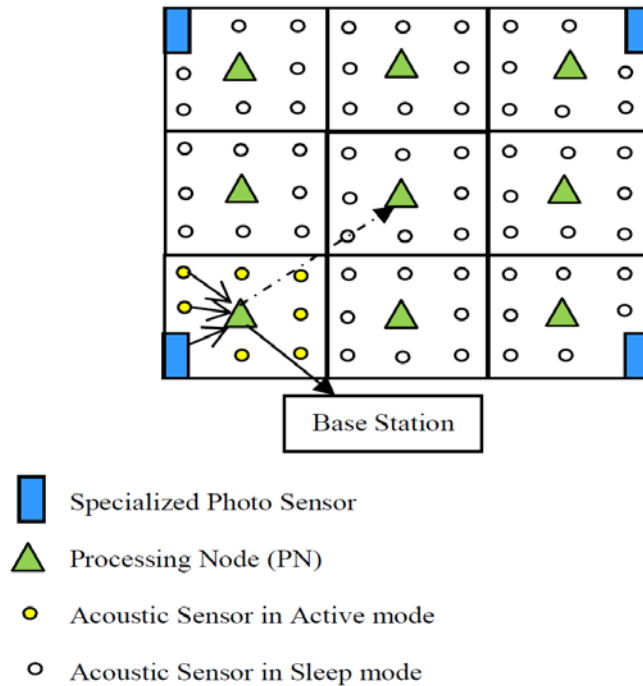 Base Station
Specialized Photo Sensor
Processing Node (PN)
Acoustic Sensor in Active mode
Acoustic Sensor in Sleep mode